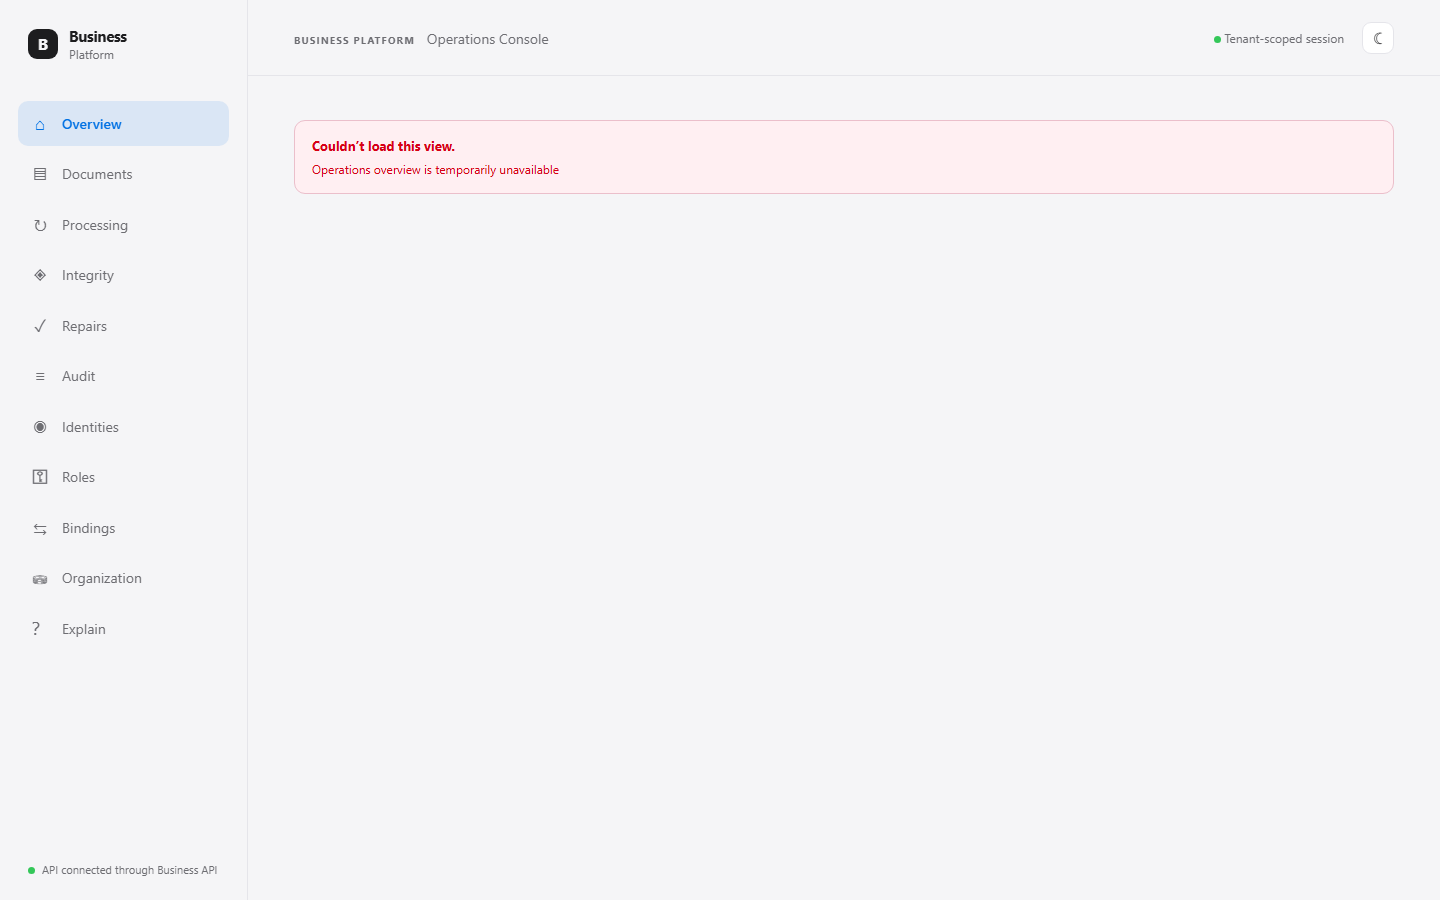 B
Business
Platform
BUSINESS PLATFORM Operations Console
Tenant-scoped session
Overview
Documents
Processing
Integrity
Repairs
Audit
Identities
Roles
Bindings
Organization
? Explain
Couldn’t load this view.
Operations overview is temporarily unavailable
API connected through Business API